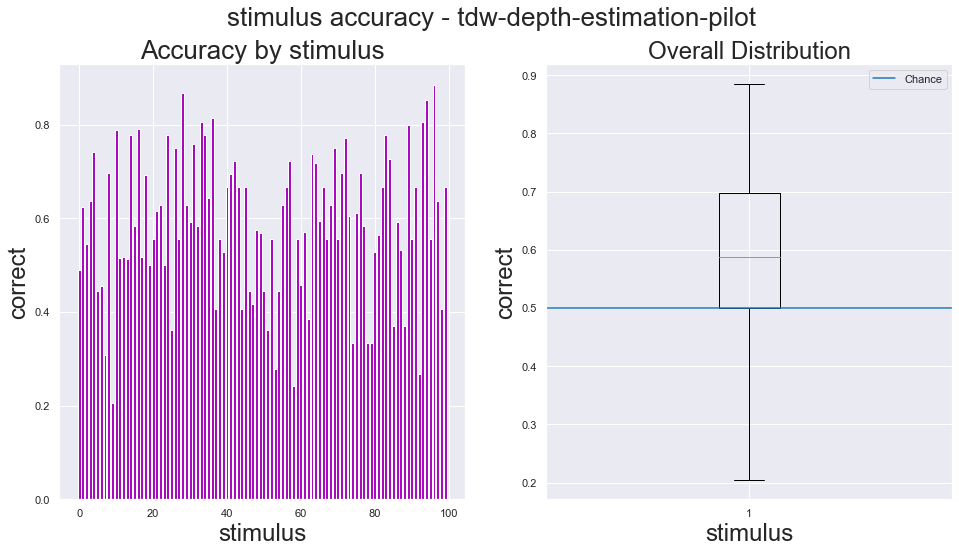 stimulus accuracy - tdw-depth-estimation-pilot
Accuracy by stimulus
correct
0.8
0.6
0.4
0.2
0.0
0 20 40 60 80 100
stimulus
Overall Distribution
Chance
correct
0.9
0.8
0.7
0.6
0.5
0.4
0.3
0.2
1
stimulus